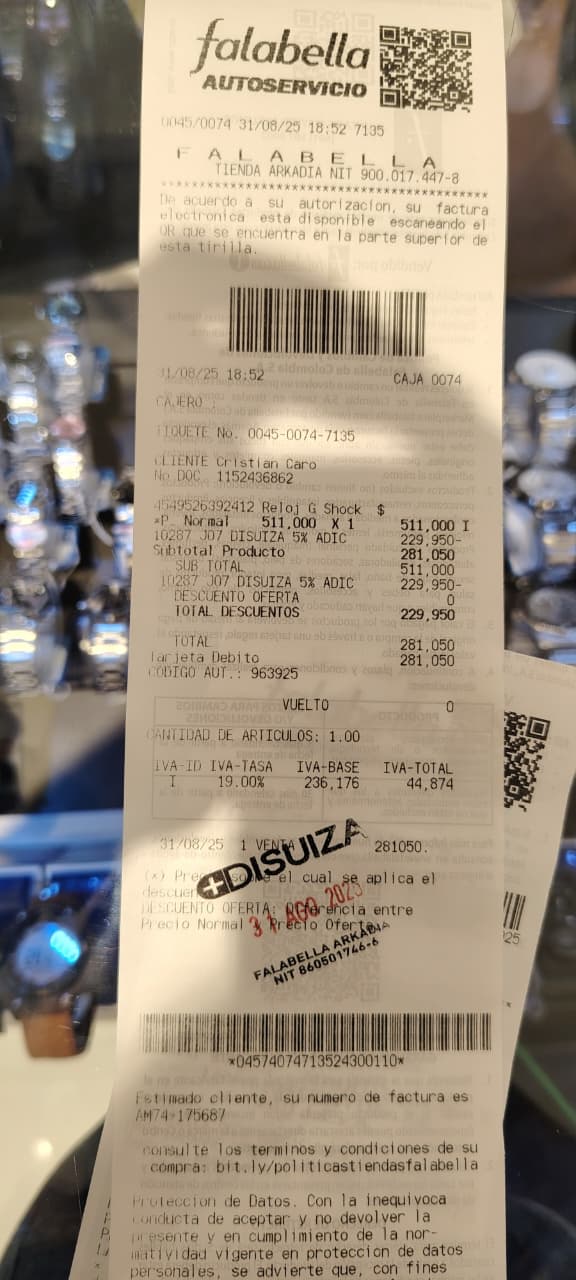 falabella
AUTOSERVICIO
0045/0074 31/08/25 18:52 7135
F A L A B E L L A
TIENDA ARKADIA NIT 900.017.447-8
****************************************
De acuerdo a su autorizacion, su factura
electronica esta disponible escaneando el
QR que se encuentra en la parte superior de
esta tirilla.
31/08/25 18:52 CAJA 0074
CAJERO :
TIQUETE No. 0045-0074-7135
CLIENTE Cristian Caro
No DOC 1152436862
4549526392412 Reloj G Shock $
*P. Normal 511,000 X 1 511,000 I
10287 J07 DISUIZA 5% ADIC 229,950-
Subtotal Producto 281,050
SUB TOTAL 511,000
10287 J07 DISUIZA 5% ADIC 229,950-
DESCUENTO OFERTA 0
TOTAL DESCUENTOS 229,950
TOTAL 281,050
Tarjeta Debito 281,050
CODIGO AUT.: 963925
VUELTO 0
CANTIDAD DE ARTICULOS: 1.00
IVA-ID IVA-TASA IVA-BASE IVA-TOTAL
I 19.00% 236,176 44,874
31/08/25 1 VENTA 281050.
DISUIZA
(*) el cual se aplica el
DESCUENTO OFERTA: Diferencia entre
31 AGO 2025
Precio Normal Precio Oferta
FALABELLA ARKADIA
NIT 860501746-6
*04574074713524300110*
Estimado cliente, su numero de factura es
AM74-175687
consulte los terminos y condiciones de su
compra: bit.ly/politicastiendasfalabella
Proteccion de Datos. Con la inequivoca
conducta de aceptar y no devolver la
presente y en cumplimiento de la nor-
matividad vigente en proteccion de datos
personales, se advierte que, con fines